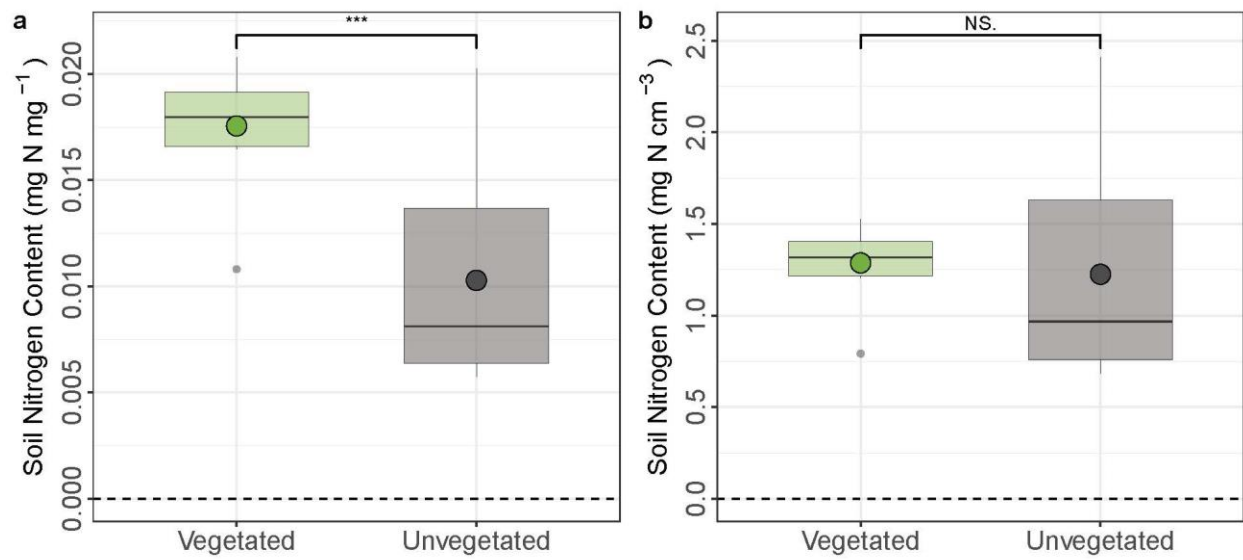 a
***
Soil Nitrogen Content (mg N mg⁻¹)
0.020
0.015
0.010
0.005
0.000
Vegetated
Unvegetated
b
NS.
Soil Nitrogen Content (mg N cm⁻³)
2.5
2.0
1.5
1.0
0.5
0.0
Vegetated
Unvegetated